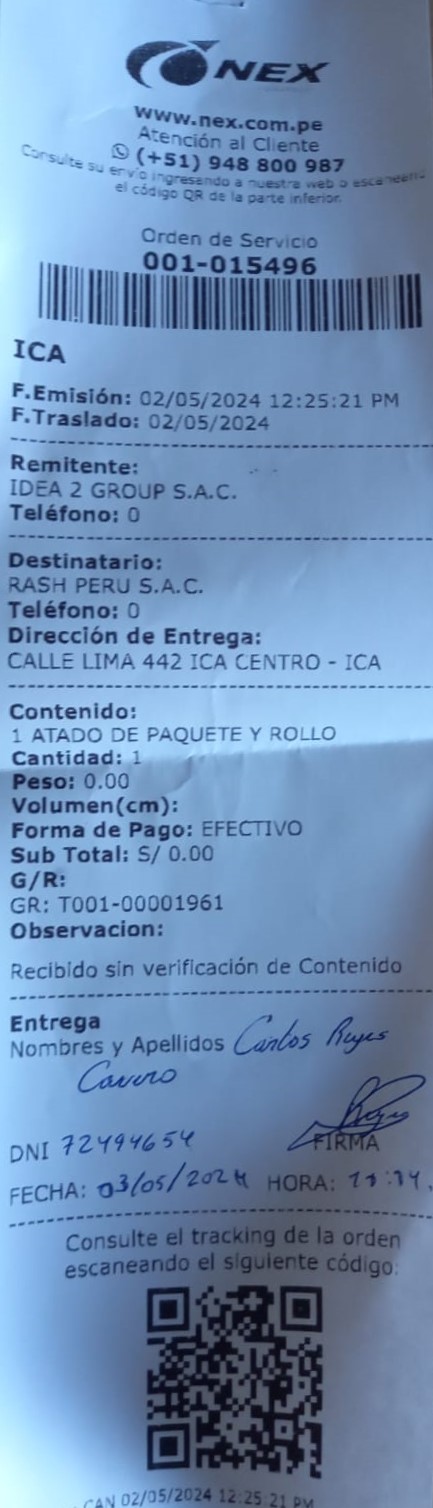 NEX
www.nex.com.pe
Atención al Cliente
(+51) 948 800 987
Consulte su envío ingresando a nuestra web o escaneando
el código QR de la parte inferior.
Orden de Servicio
001-015496
ICA
F.Emisión: 02/05/2024 12:25:21 PM
F.Traslado: 02/05/2024
Remitente:
IDEA 2 GROUP S.A.C.
Teléfono: 0
Destinatario:
RASH PERU S.A.C.
Teléfono: 0
Dirección de Entrega:
CALLE LIMA 442 ICA CENTRO - ICA
Contenido:
1 ATADO DE PAQUETE Y ROLLO
Cantidad: 1
Peso: 0.00
Volumen(cm):
Forma de Pago: EFECTIVO
Sub Total: S/ 0.00
G/R:
GR: T001-00001961
Observacion:
Recibido sin verificación de Contenido
Entrega
Nombres y Apellidos Carlos Reyes
Cavero
DNI 72494654
FIRMA
FECHA: 03/05/2024 HORA: 11:14
Consulte el tracking de la orden
escaneando el siguiente código:
CAN 02/05/2024 12:25:21 PM